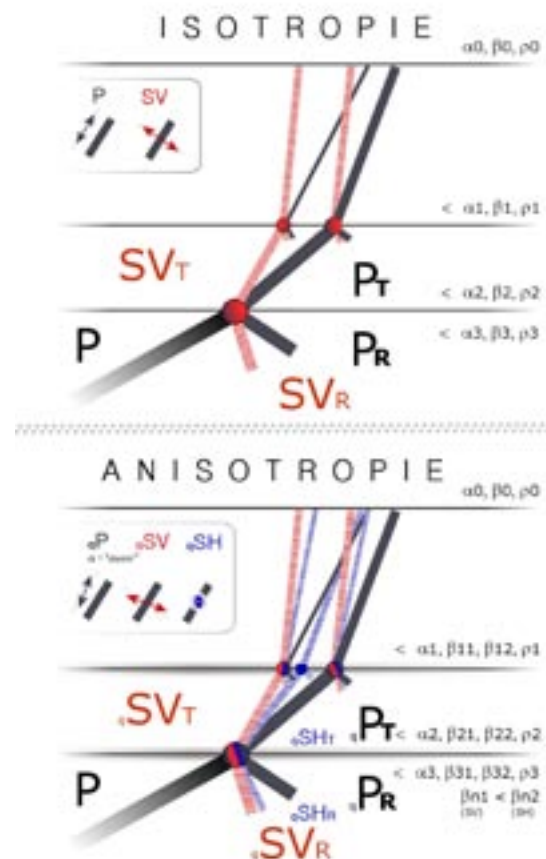 ISOTROPIE
α0, β0, ρ0
P SV
< α1, β1, ρ1
SVT
PT
< α2, β2, ρ2
< α3, β3, ρ3
P
PR
SVR
ANISOTROPIE
α0, β0, ρ0
qP qSV qSH
< α1, β11, β12, ρ1
qSVT
qSHT qPT
< α2, β21, β22, ρ2
< α3, β31, β32, ρ3
P
qSHR qPR
βn1 < βn2
(SV) (SH)
qSVR